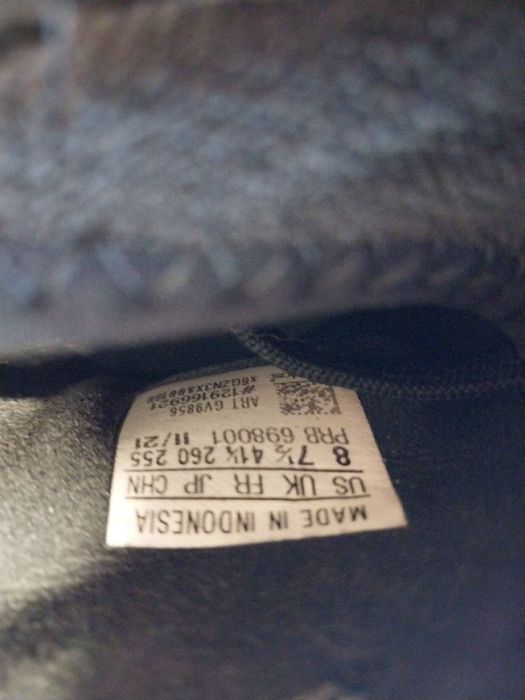 MADE IN INDONESIA
US UK FR JP CHN
8 7½ 41⅓ 260 255
PRB 698001 11/21
ART GV9856
#129166921